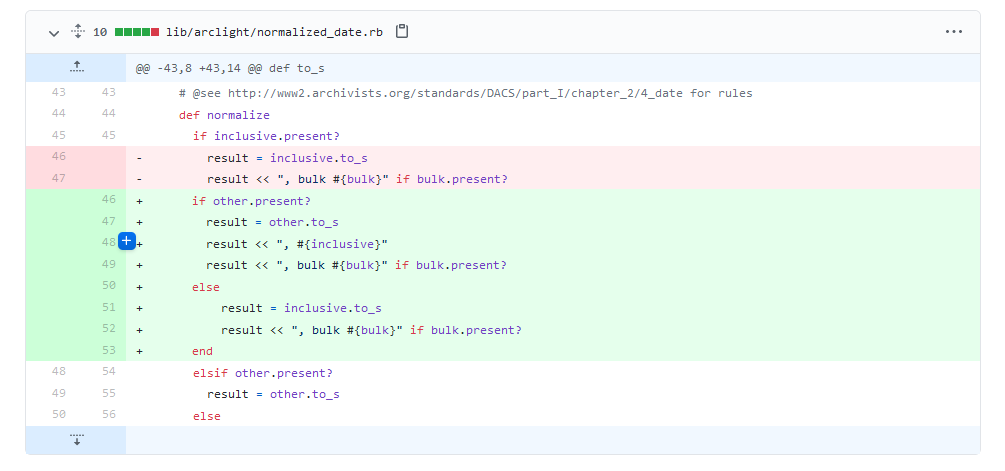 10 lib/arclight/normalized_date.rb
@@ -43,8 +43,14 @@ def to_s
43 43 # @see http://www2.archivists.org/standards/DACS/part_I/chapter_2/4_date for rules
44 44 def normalize
45 45 if inclusive.present?
46 - result = inclusive.to_s
47 - result << ", bulk #{bulk}" if bulk.present?
46 + if other.present?
47 + result = other.to_s
48 + result << ", #{inclusive}"
49 + result << ", bulk #{bulk}" if bulk.present?
50 + else
51 + result = inclusive.to_s
52 + result << ", bulk #{bulk}" if bulk.present?
53 + end
48 54 elsif other.present?
49 55 result = other.to_s
50 56 else